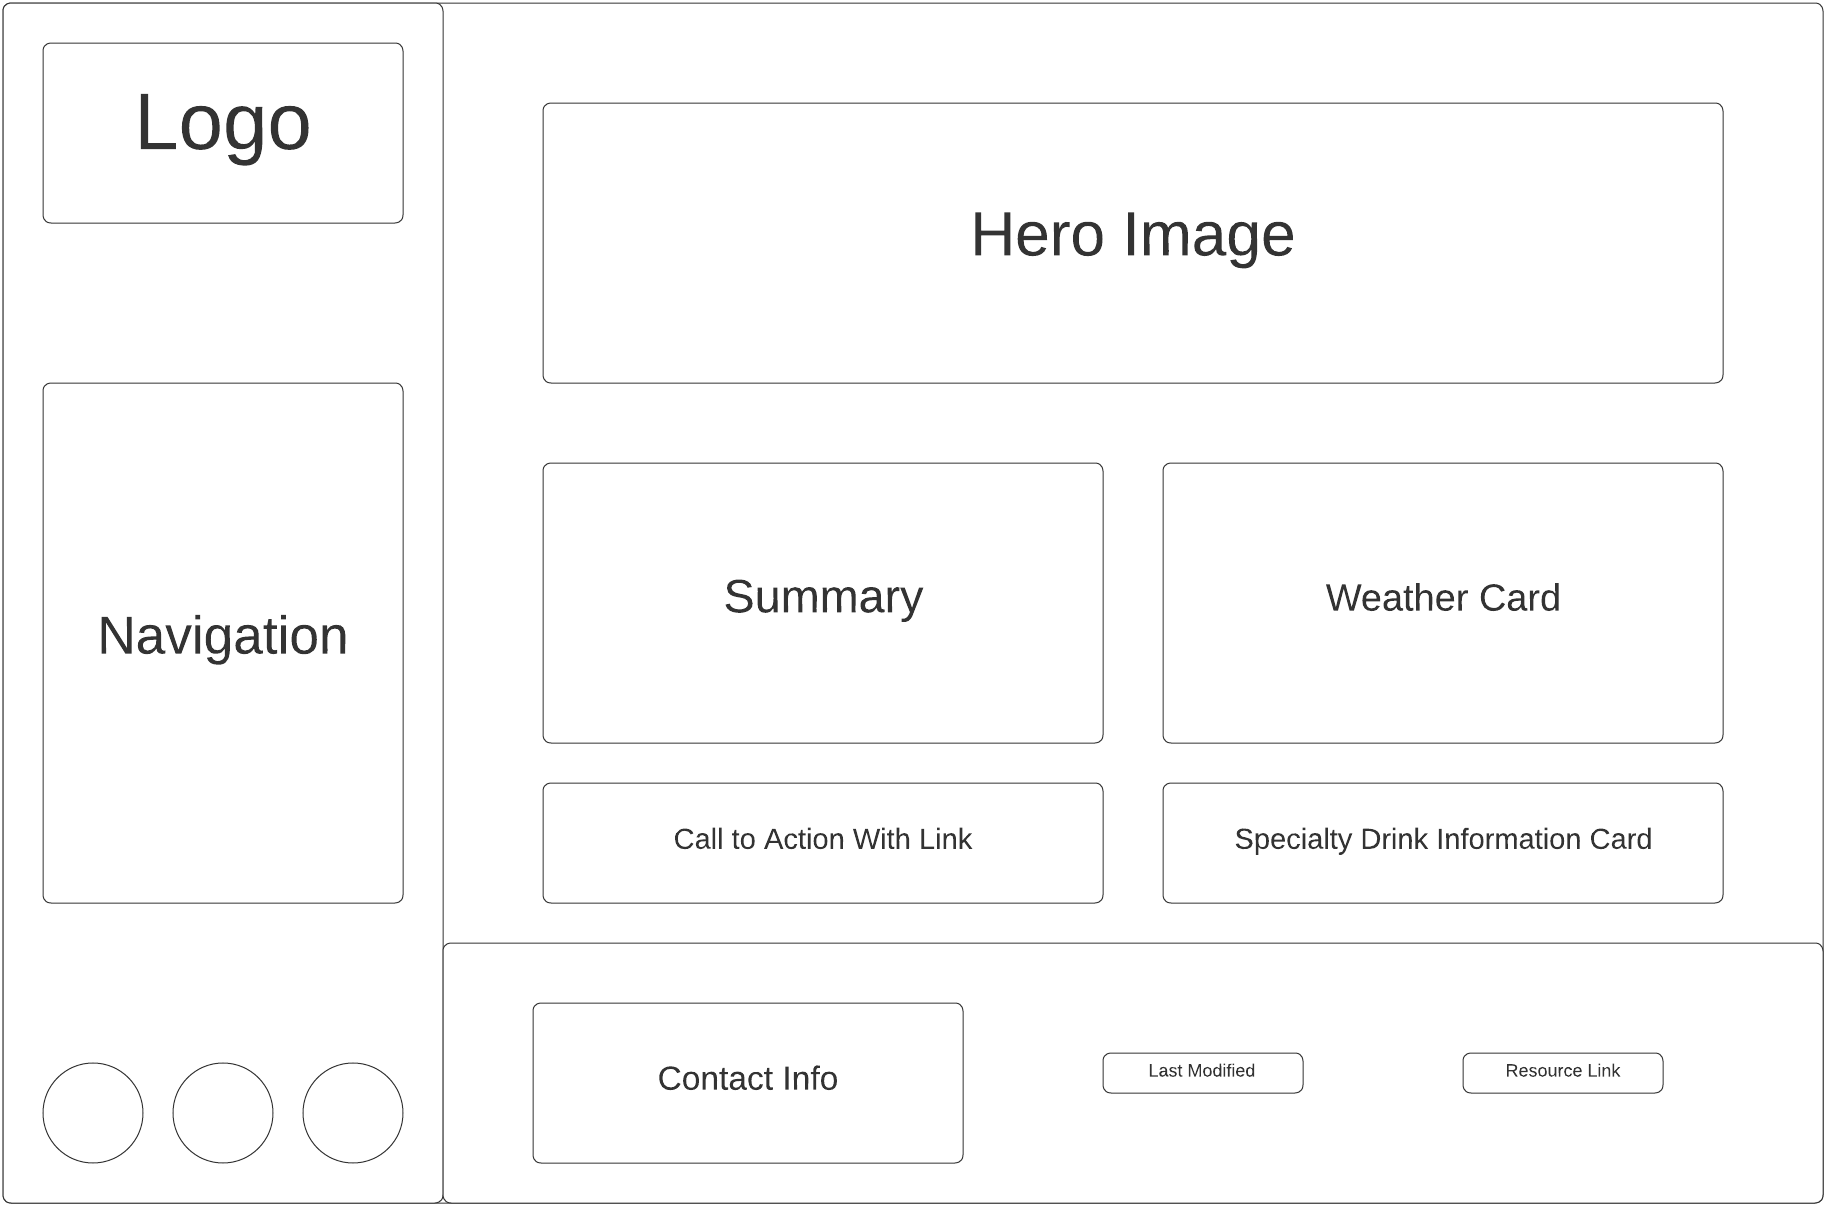 Logo
Navigation
Hero Image
Summary
Weather Card
Call to Action With Link
Specialty Drink Information Card
Contact Info
Last Modified
Resource Link